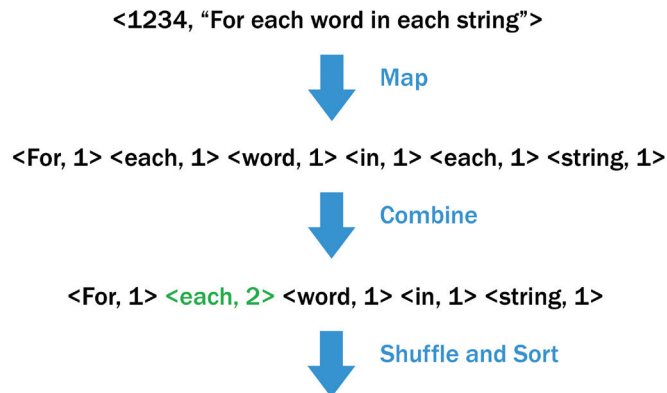 <1234, “For each word in each string”>
Map
<For, 1> <each, 1> <word, 1> <in, 1> <each, 1> <string, 1>
Combine
<For, 1> <each, 2> <word, 1> <in, 1> <string, 1>
Shuffle and Sort